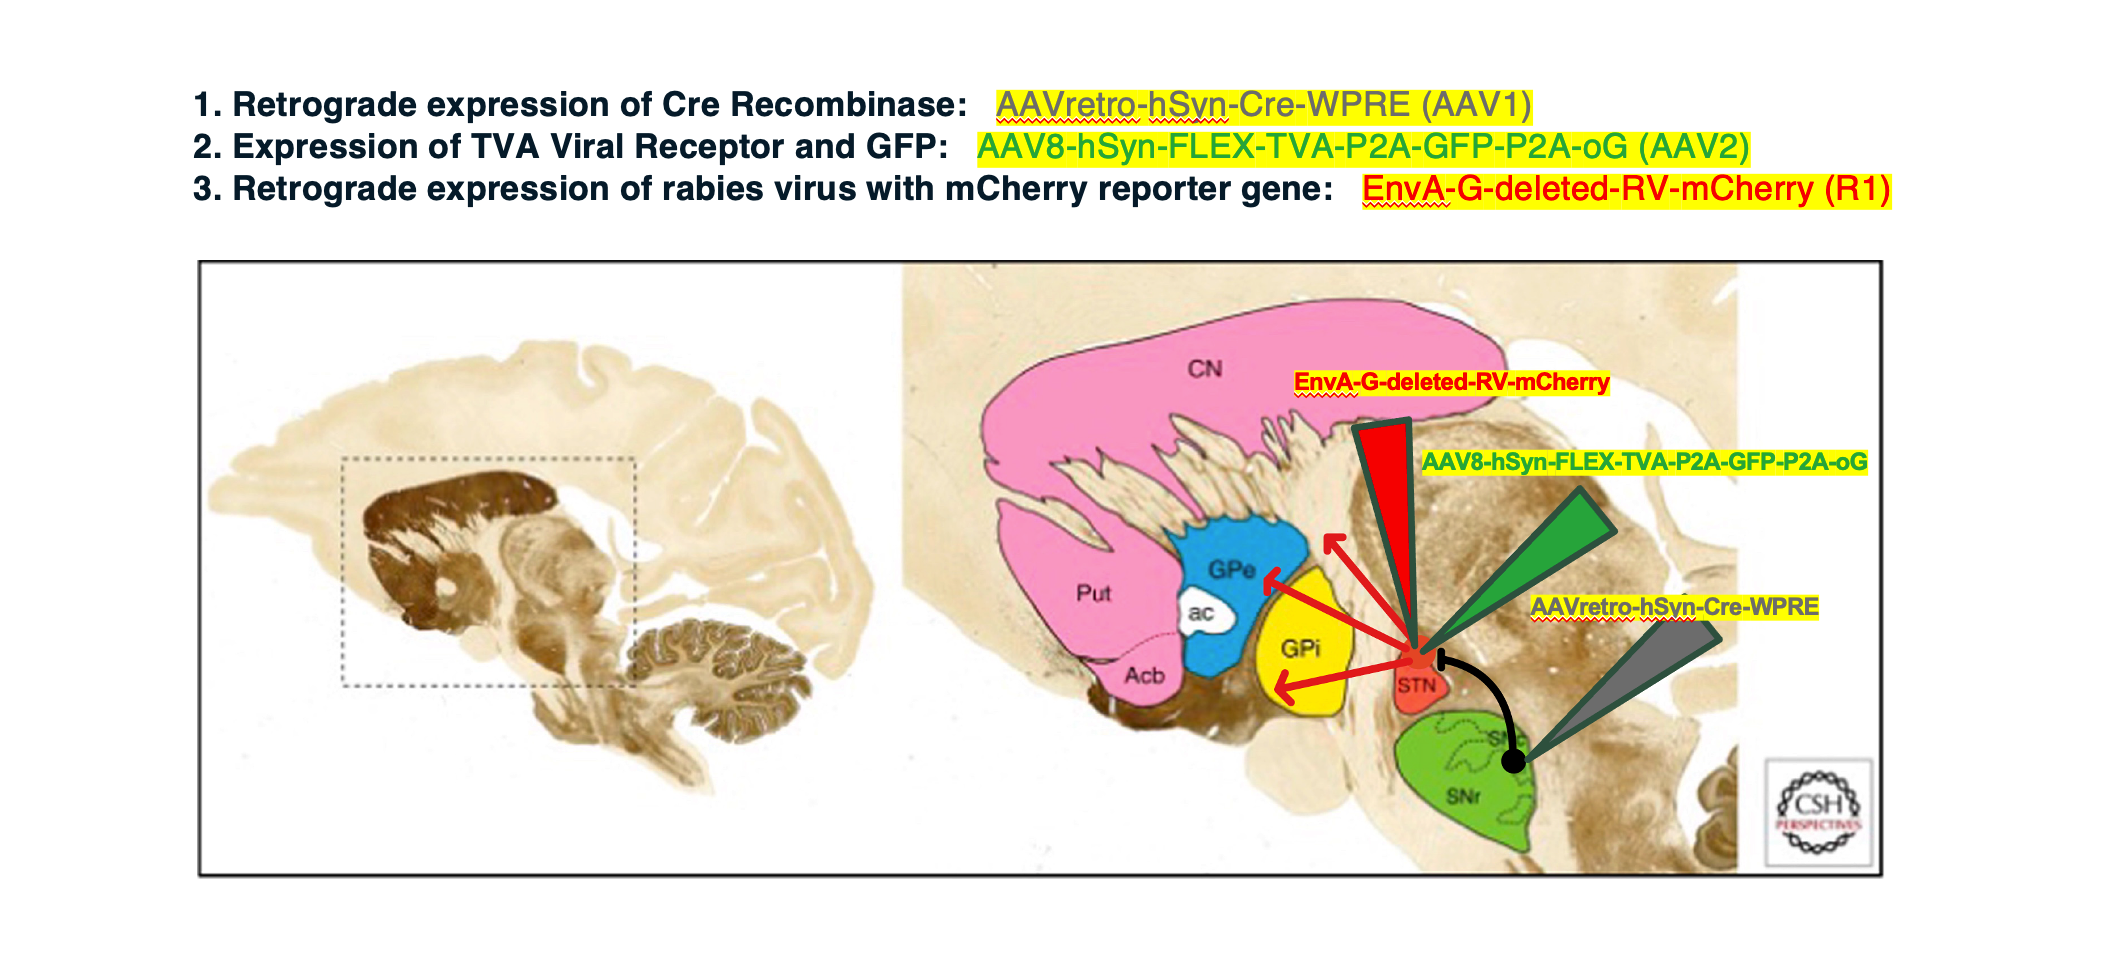 1. Retrograde expression of Cre Recombinase: AAVretro-hSyn-Cre-WPRE (AAV1)
2. Expression of TVA Viral Receptor and GFP: AAV8-hSyn-FLEX-TVA-P2A-GFP-P2A-oG (AAV2)
3. Retrograde expression of rabies virus with mCherry reporter gene: EnvA-G-deleted-RV-mCherry (R1)
CN
EnvA-G-deleted-RV-mCherry
AAV8-hSyn-FLEX-TVA-P2A-GFP-P2A-oG
GPe
Put
ac
AAVretro-hSyn-Cre-WPRE
GPi
Acb
STN
SNr
CSH
PERSPECTIVES